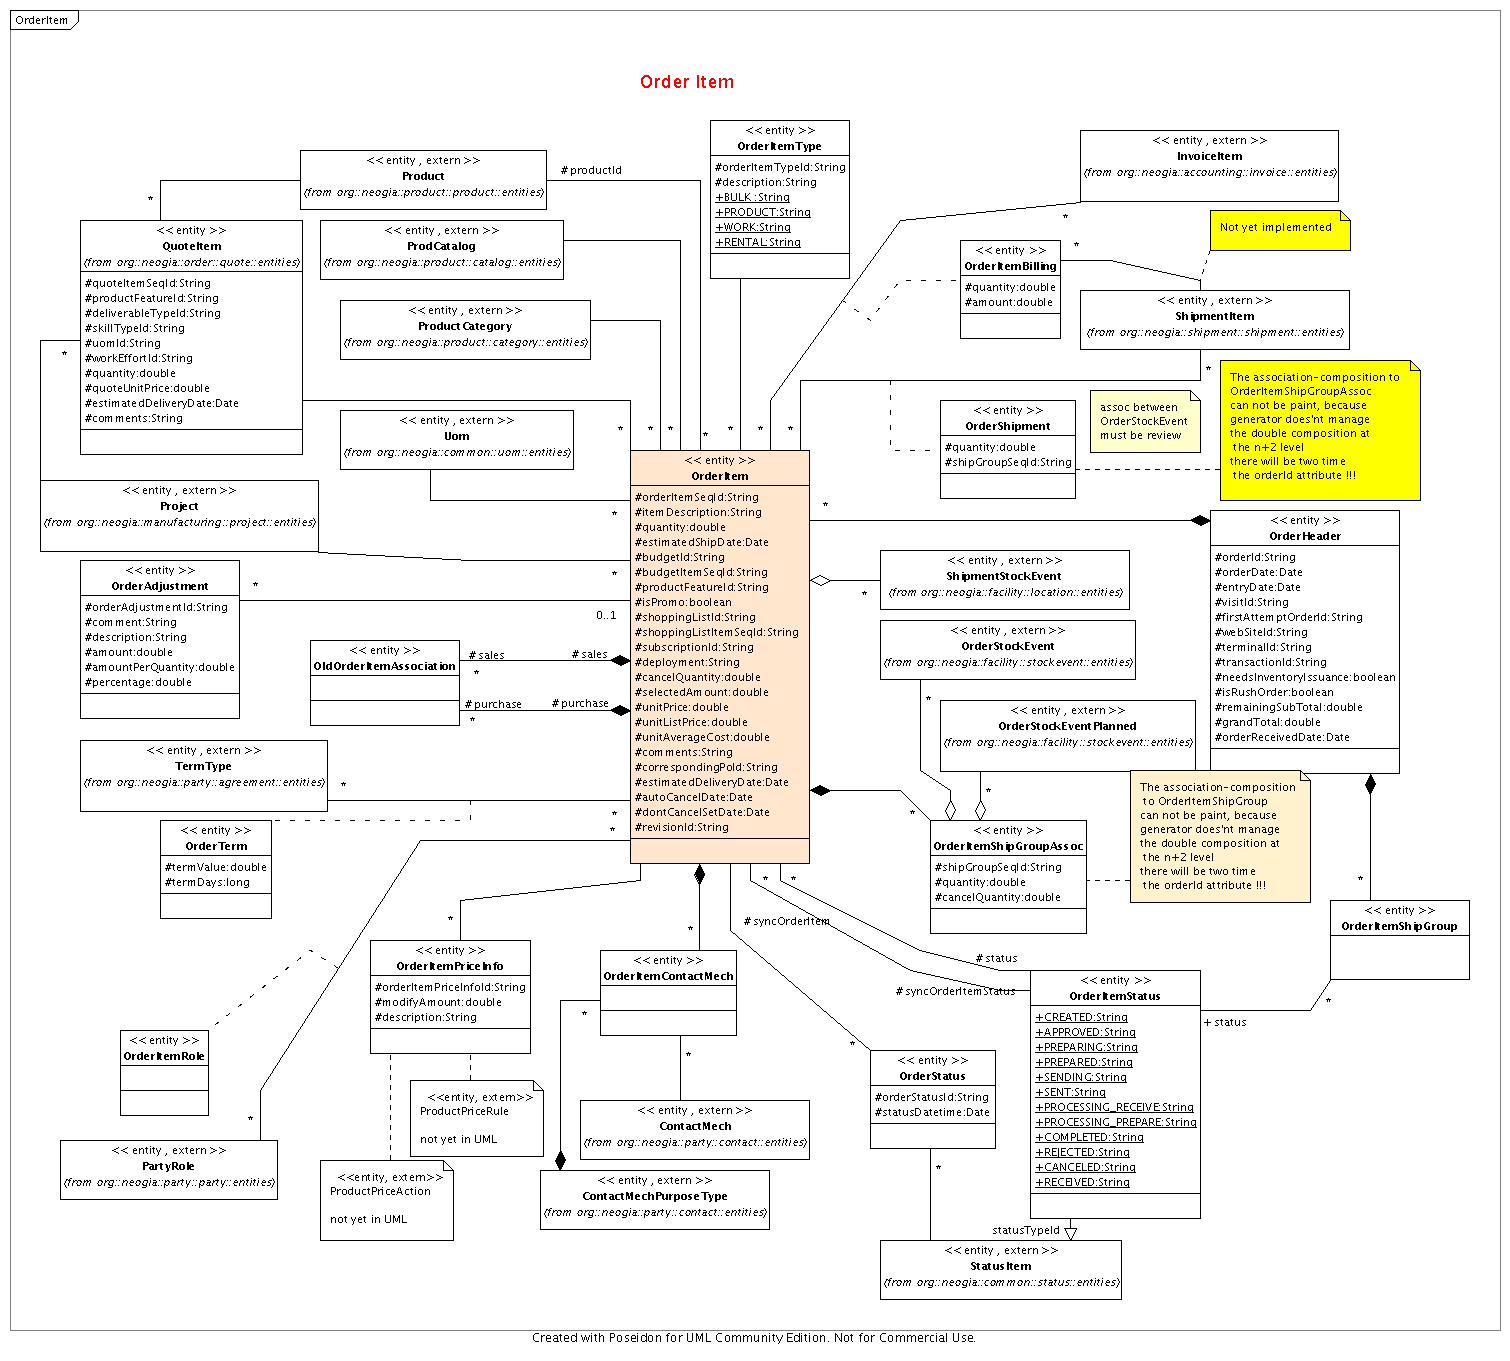 OrderItem
Order Item
<< entity >>
OrderItemType
#orderItemTypeId:String
#description:String
+BULK :String
+PRODUCT:String
+WORK:String
+RENTAL:String
<< entity , extern >>
InvoiceItem
(from org::neogia::accounting::invoice::entities)
*
<< entity , extern >>
Product
(from org::neogia::product::product::entities)
# productId
*
*
Not yet implemented
<< entity >>
QuoteItem
(from org::neogia::order::quote::entities)
#quoteItemSeqId:String
#productFeatureId:String
#deliverableTypeId:String
#skillTypeId:String
#uomId:String
#workEffortId:String
#quantity:double
#quoteUnitPrice:double
#estimatedDeliveryDate:Date
#comments:String
*
<< entity , extern >>
ProdCatalog
(from org::neogia::product::catalog::entities)
*
<< entity >>
OrderItemBilling
#quantity:double
#amount:double
*
<< entity , extern >>
ProductCategory
(from org::neogia::product::category::entities)
*
<< entity , extern >>
ShipmentItem
(from org::neogia::shipment::shipment::entities)
*
The association-composition to
OrderItemShipGroupAssoc
can not be paint, because
generator does'nt manage
the double composition at
the n+2 level
there will be two time
the orderId attribute !!!
assoc between
OrderStockEvent
must be review
<< entity >>
OrderShipment
#quantity:double
#shipGroupSeqId:String
<< entity , extern >>
Uom
(from org::neogia::common::uom::entities)
*
*
*
*
*
<< entity >>
OrderItem
#orderItemSeqId:String
#itemDescription:String
#quantity:double
#estimatedShipDate:Date
#budgetId:String
#budgetItemSeqId:String
#productFeatureId:String
#isPromo:boolean
#shoppingListId:String
#shoppingListItemSeqId:String
#subscriptionId:String
#deployment:String
#cancelQuantity:double
#selectedAmount:double
#unitPrice:double
#unitListPrice:double
#unitAverageCost:double
#comments:String
#correspondingPoId:String
#estimatedDeliveryDate:Date
#autoCancelDate:Date
#dontCancelSetDate:Date
#revisionId:String
<< entity , extern >>
Project
(from org::neogia::manufacturing::project::entities)
*
*
<< entity >>
OrderHeader
#orderId:String
#orderDate:Date
#entryDate:Date
#visitId:String
#firstAttemptOrderId:String
#webSiteId:String
#terminalId:String
#transactionId:String
#needsInventoryIssuance:boolean
#isRushOrder:boolean
#remainingSubTotal:double
#grandTotal:double
#orderReceivedDate:Date
<< entity >>
OrderAdjustment
#orderAdjustmentId:String
#comment:String
#description:String
#amount:double
#amountPerQuantity:double
#percentage:double
*
0..1
<< entity , extern >>
ShipmentStockEvent
(from org::neogia::facility::location::entities)
*
<< entity , extern >>
OrderStockEvent
(from org::neogia::facility::stockevent::entities)
*
<< entity >>
OldOrderItemAssociation
# sales
# sales
*
# purchase
# purchase
*
<< entity , extern >>
OrderStockEventPlanned
(from org::neogia::facility::stockevent::entities)
*
<< entity , extern >>
TermType
(from org::neogia::party::agreement::entities)
*
*
*
The association-composition
to OrderItemShipGroup
can not be paint, because
generator does'nt manage
the double composition at
the n+2 level
there will be two time
the orderId attribute !!!
<< entity >>
OrderTerm
#termValue:double
#termDays:long
<< entity >>
OrderItemShipGroupAssoc
#shipGroupSeqId:String
#quantity:double
#cancelQuantity:double
*
*
<< entity >>
OrderItemShipGroup
*
*
*
# syncOrderItem
# status
# syncOrderItemStatus
<< entity >>
OrderItemPriceInfo
#orderItemPriceInfoId:String
#modifyAmount:double
#description:String
*
<< entity >>
OrderItemContactMech
*
*
*
<< entity >>
OrderItemStatus
+CREATED:String
+APPROVED:String
+PREPARING:String
+PREPARED:String
+SENDING:String
+SENT:String
+PROCESSING_RECEIVE:String
+PROCESSING_PREPARE:String
+COMPLETED:String
+REJECTED:String
+CANCELED:String
+RECEIVED:String
+ status
<< entity >>
OrderItemRole
*
<< entity , extern >>
PartyRole
(from org::neogia::party::party::entities)
<<entity, extern>>
ProductPriceRule
not yet in UML
<<entity, extern>>
ProductPriceAction
not yet in UML
<< entity , extern >>
ContactMech
(from org::neogia::party::contact::entities)
<< entity , extern >>
ContactMechPurposeType
(from org::neogia::party::contact::entities)
*
<< entity >>
OrderStatus
#orderStatusId:String
#statusDatetime:Date
*
statusTypeId
<< entity , extern >>
StatusItem
(from org::neogia::common::status::entities)
Created with Poseidon for UML Community Edition. Not for Commercial Use.